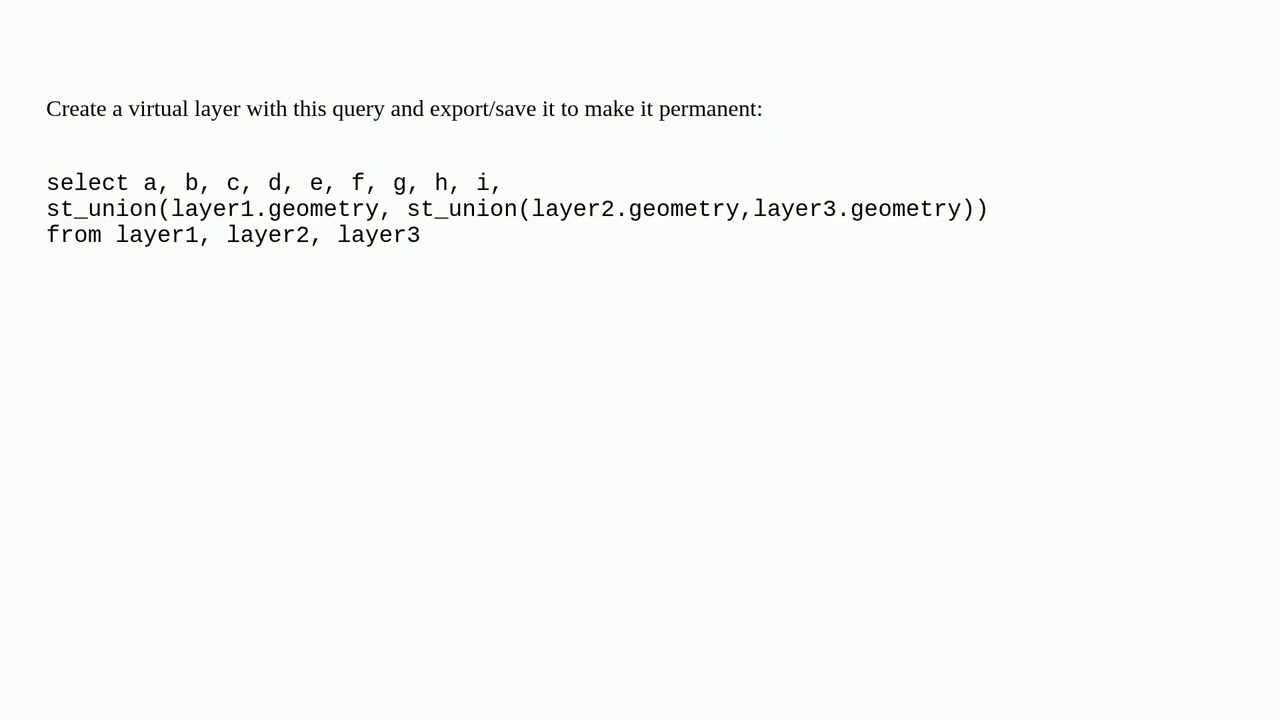 Create a virtual layer with this query and export/save it to make it permanent:
select a, b, c, d, e, f, g, h, i,
st_union(layer1.geometry, st_union(layer2.geometry,layer3.geometry))
from layer1, layer2, layer3